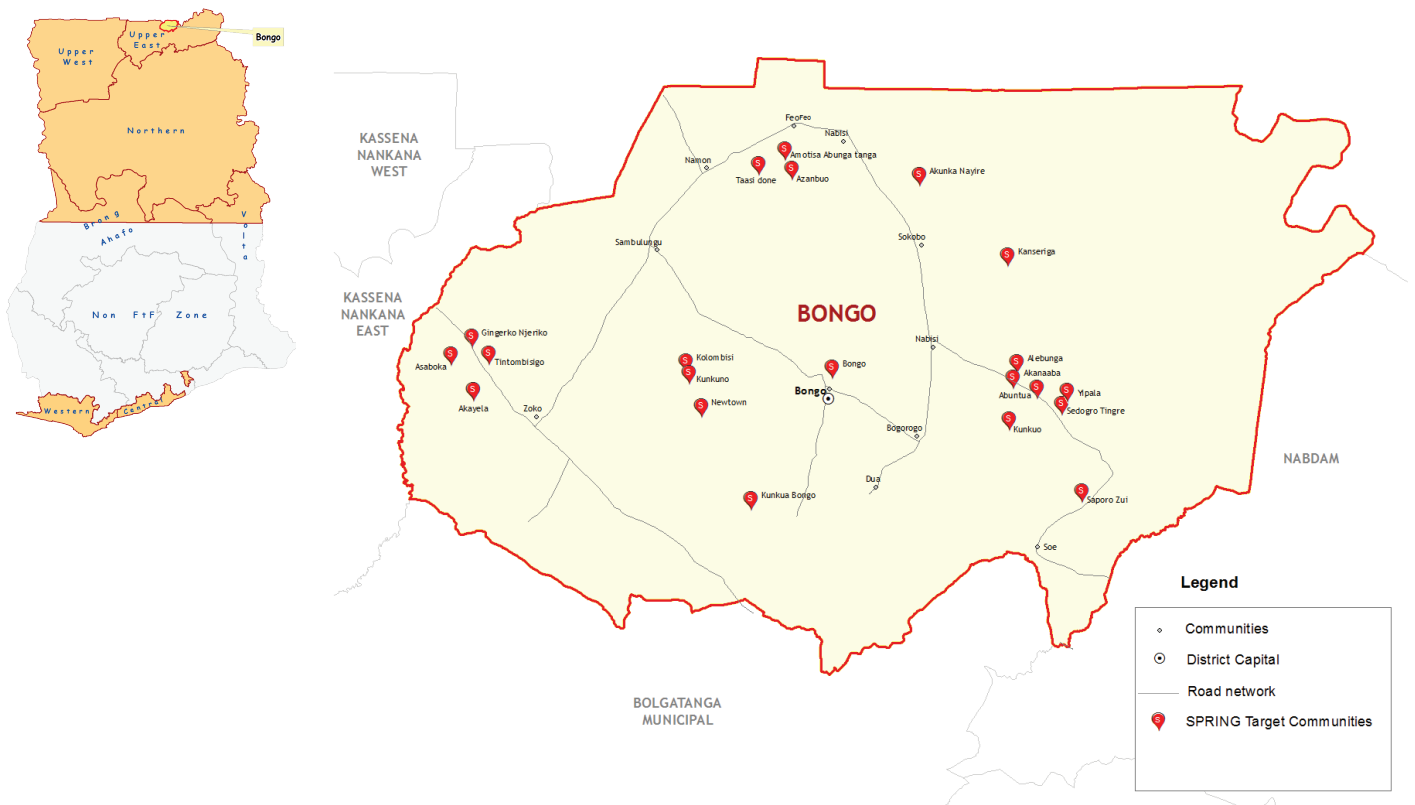 Upper
East
Bongo
Upper
West
Northern
Brong
Ahafo
Volta
Non FtF Zone
Western
Central
KASSENA
NANKANA
WEST
KASSENA
NANKANA
EAST
FeoFeo
Nabisi
S
Amotisa Abunga tanga
Namon
S
Taasi done
S
Azanbuo
S
Akunka Nayire
Sokobo
Sambulungu
S
Kanseriga
BONGO
S
Gingerko Njeriko
S
Asaboka
S
Tintombisigo
S
Akayela
Zoko
S
Kolombisi
S
Kunkuno
S
Newtown
S
Bongo
Bongo
Nabisi
S
Alebunga
S
Akanaaba
S
Abuntua
S
Yipala
S
Sedogro Tingre
S
Kunkuo
Bogorogo
Dua
S
Kunkua Bongo
S
Saporo Zui
Soe
NABDAM
BOLGATANGA
MUNICIPAL
Legend
Communities
District Capital
Road network
S
SPRING Target Communities